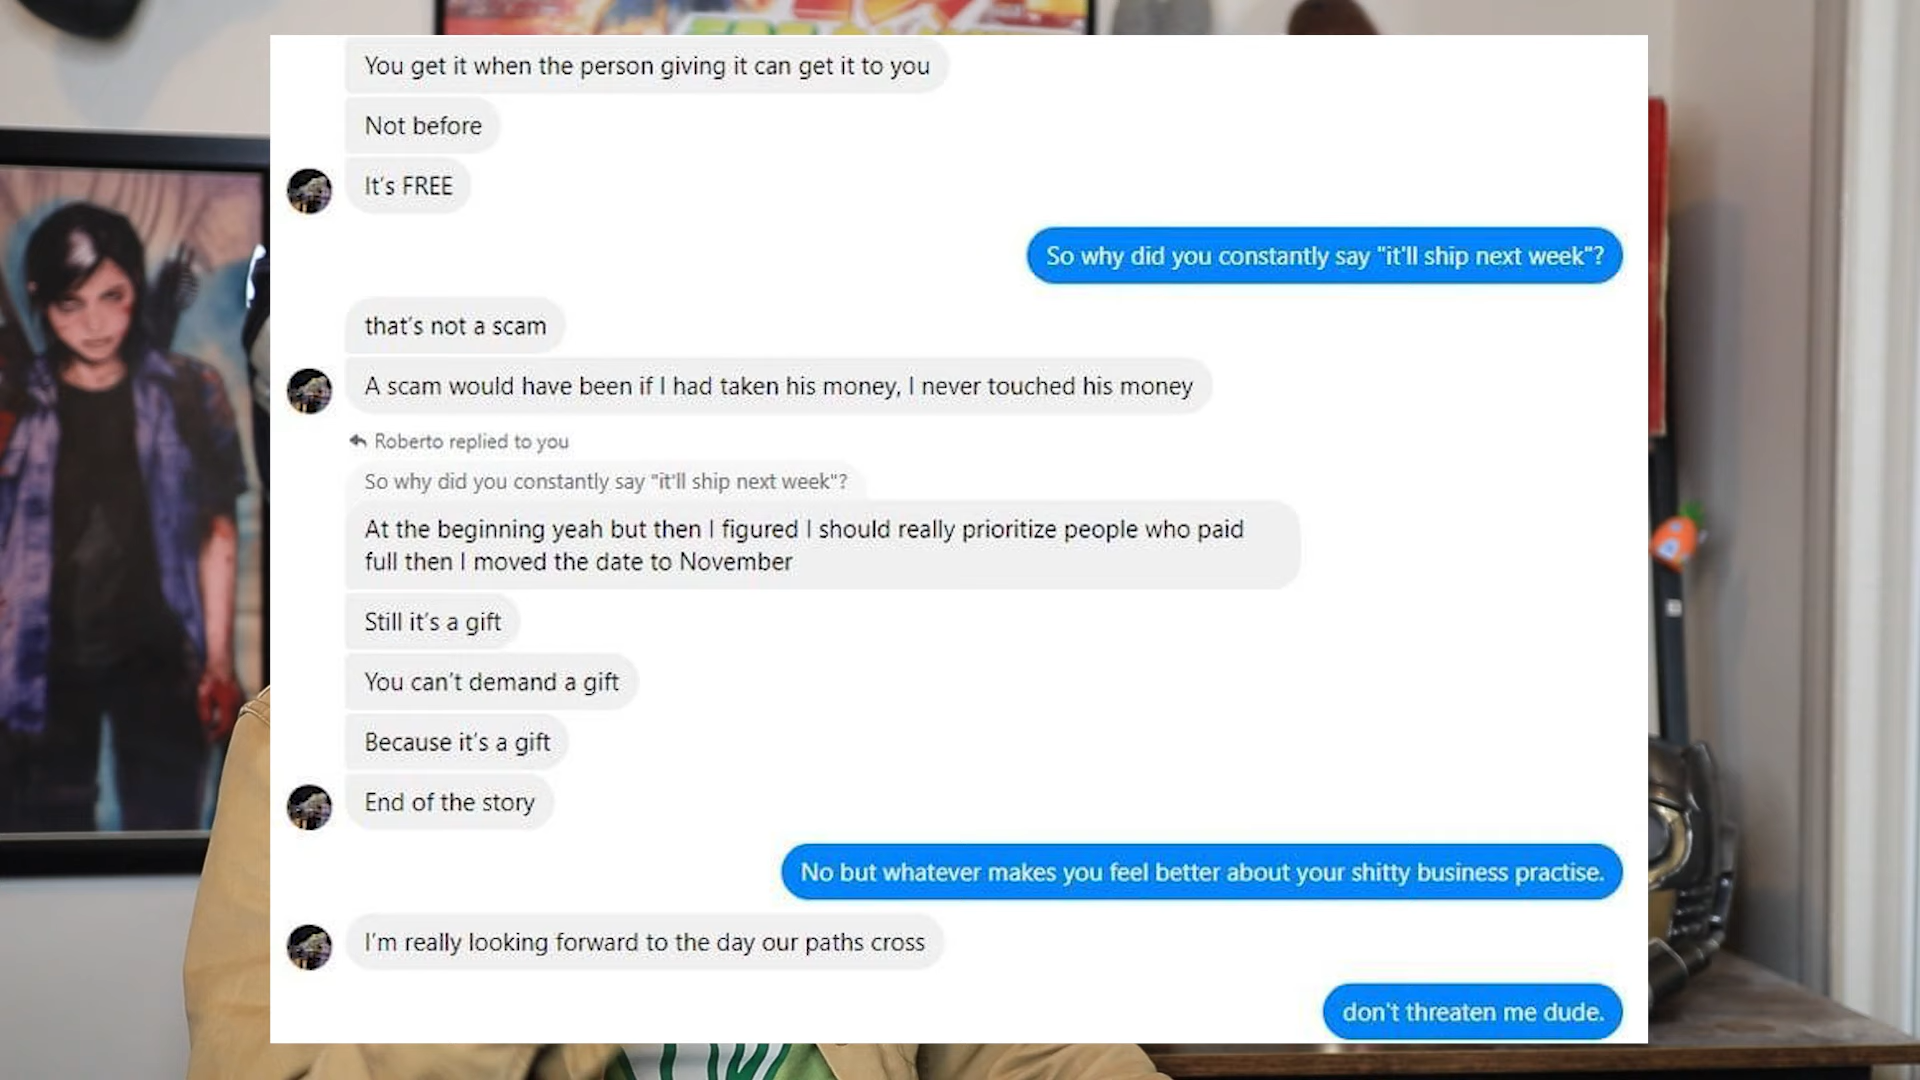 You get it when the person giving it can get it to you
Not before
It's FREE
So why did you constantly say "it'll ship next week"?
that's not a scam
A scam would have been if I had taken his money, I never touched his money
Roberto replied to you
So why did you constantly say "it'll ship next week"?
At the beginning yeah but then I figured I should really prioritize people who paid
full then I moved the date to November
Still it's a gift
You can't demand a gift
Because it's a gift
End of the story
No but whatever makes you feel better about your shitty business practise.
I'm really looking forward to the day our paths cross
don't threaten me dude.